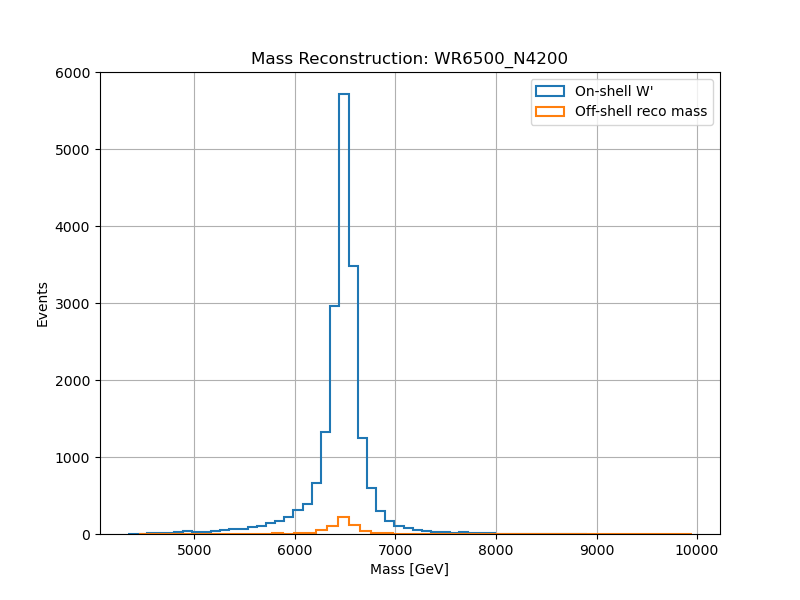 Mass Reconstruction: WR6500_N4200
On-shell W'
Off-shell reco mass
6000
5000
4000
3000
2000
1000
0
Events
5000 6000 7000 8000 9000 10000
Mass [GeV]